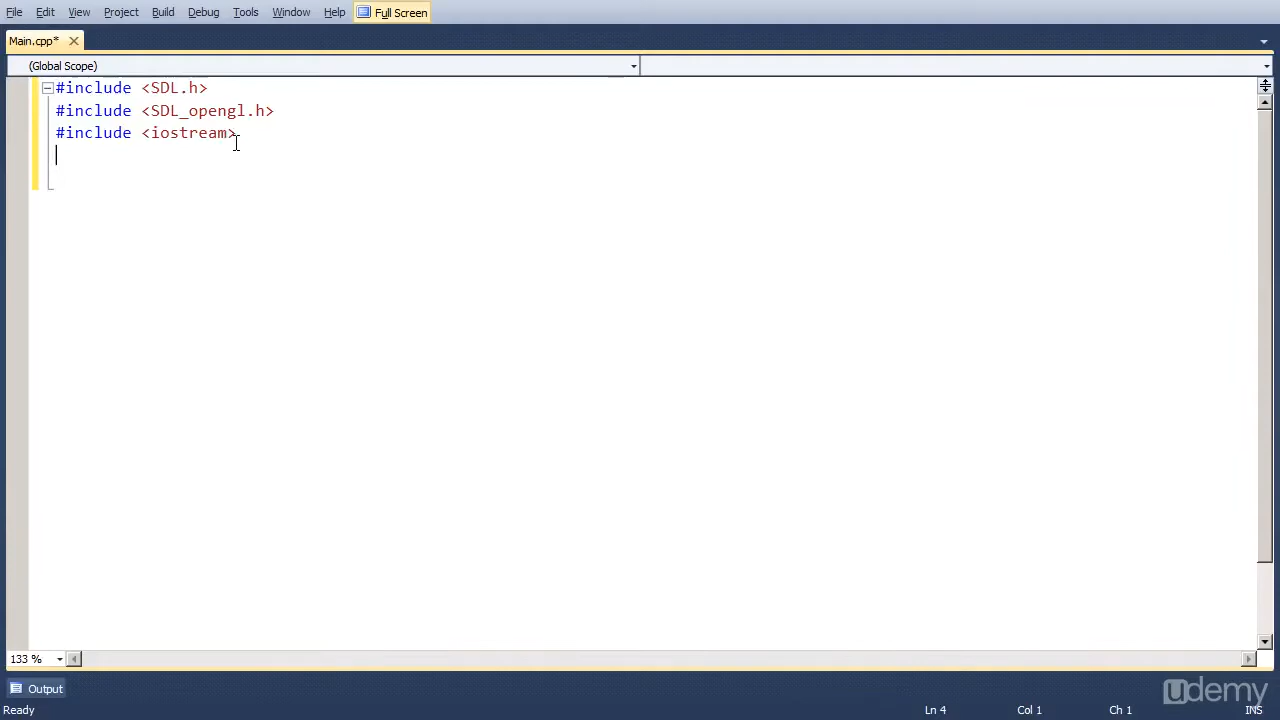 File Edit View Project Build Debug Tools Window Help Full Screen
Main.cpp*
(Global Scope)
#include <SDL.h>
#include <SDL_opengl.h>
#include <iostream>
133 %
Output
udemy
Ready Ln 4 Col 1 Ch 1 INS